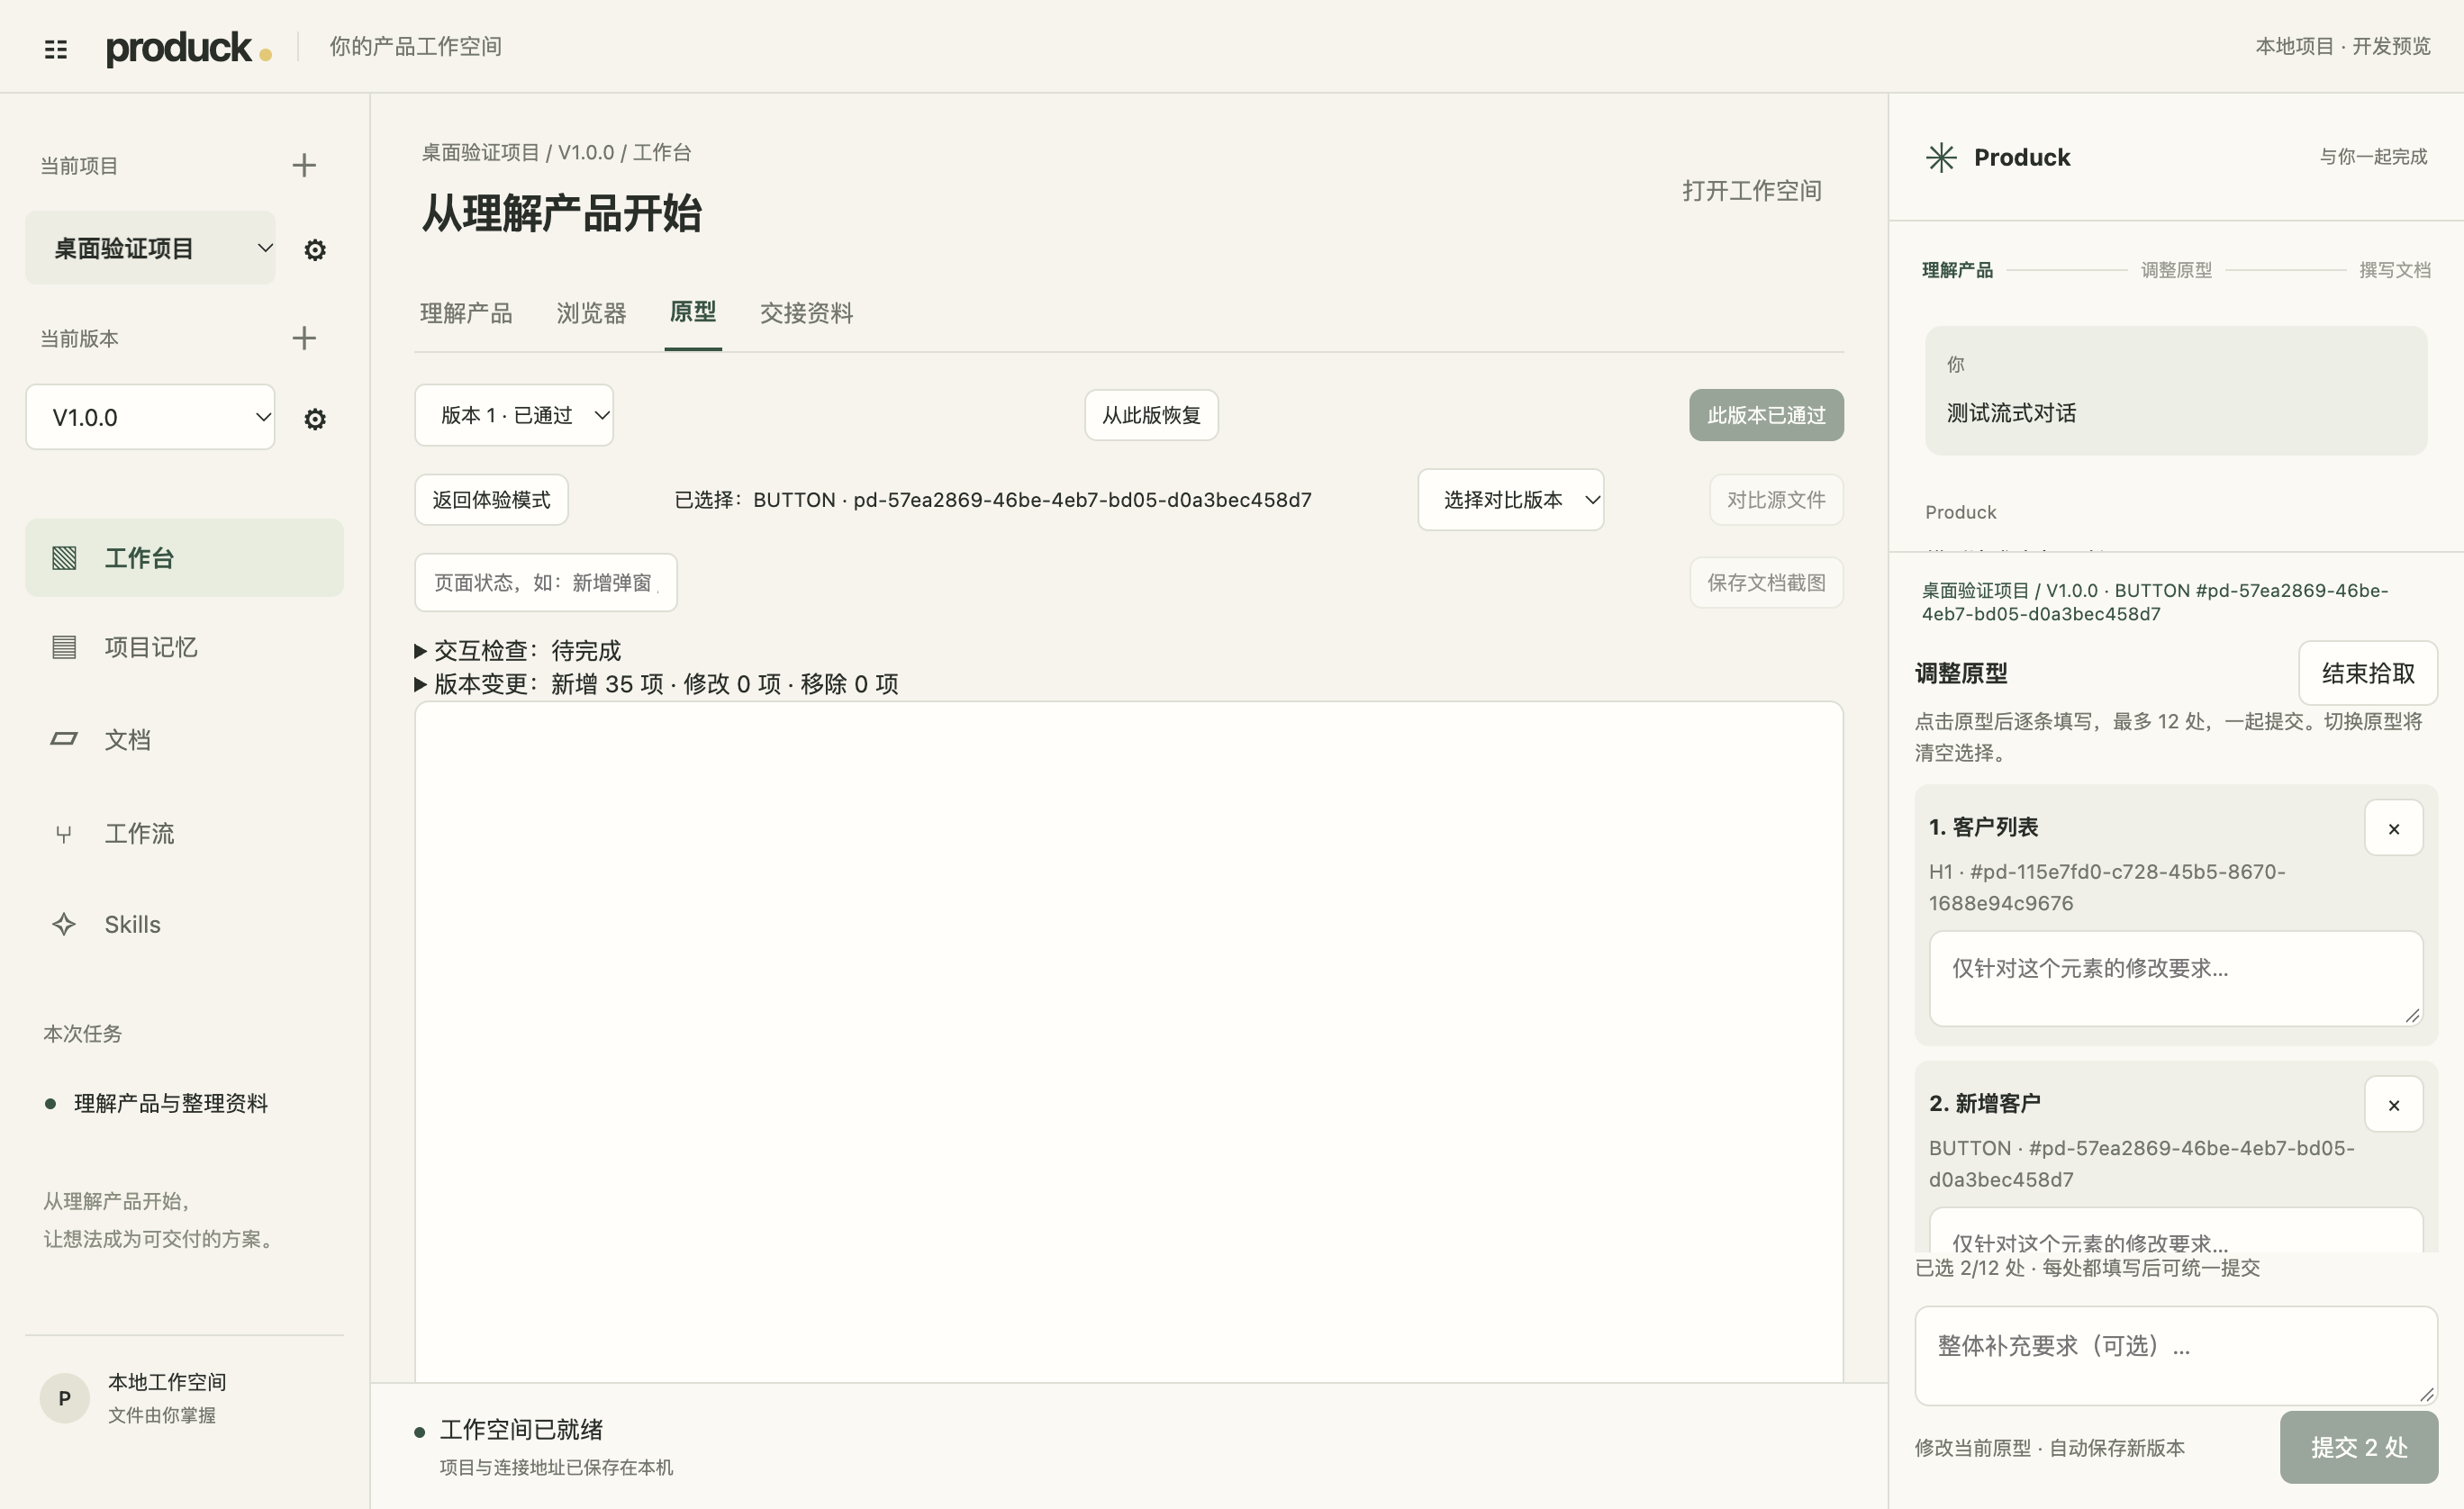 produck
你的产品工作空间
本地项目 · 开发预览
当前项目
桌面验证项目
当前版本
V1.0.0
工作台
项目记忆
文档
工作流
Skills
本次任务
理解产品与整理资料
从理解产品开始，
让想法成为可交付的方案。
P
本地工作空间
文件由你掌握
桌面验证项目 / V1.0.0 / 工作台
从理解产品开始
打开工作空间
理解产品
浏览器
原型
交接资料
版本 1 · 已通过
从此版恢复
此版本已通过
返回体验模式
已选择：BUTTON · pd-57ea2869-46be-4eb7-bd05-d0a3bec458d7
选择对比版本
对比源文件
页面状态，如：新增弹窗
保存文档截图
交互检查：待完成
版本变更：新增 35 项 · 修改 0 项 · 移除 0 项
工作空间已就绪
项目与连接地址已保存在本机
Produck
与你一起完成
理解产品
调整原型
撰写文档
你
测试流式对话
Produck
桌面验证项目 / V1.0.0 · BUTTON #pd-57ea2869-46be-
4eb7-bd05-d0a3bec458d7
调整原型
结束拾取
点击原型后逐条填写，最多 12 处，一起提交。切换原型将
清空选择。
1. 客户列表
×
H1 · #pd-115e7fd0-c728-45b5-8670-
1688e94c9676
仅针对这个元素的修改要求...
2. 新增客户
×
BUTTON · #pd-57ea2869-46be-4eb7-bd05-
d0a3bec458d7
仅针对这个元素的修改要求...
已选 2/12 处 · 每处都填写后可统一提交
整体补充要求（可选）...
修改当前原型 · 自动保存新版本
提交 2 处